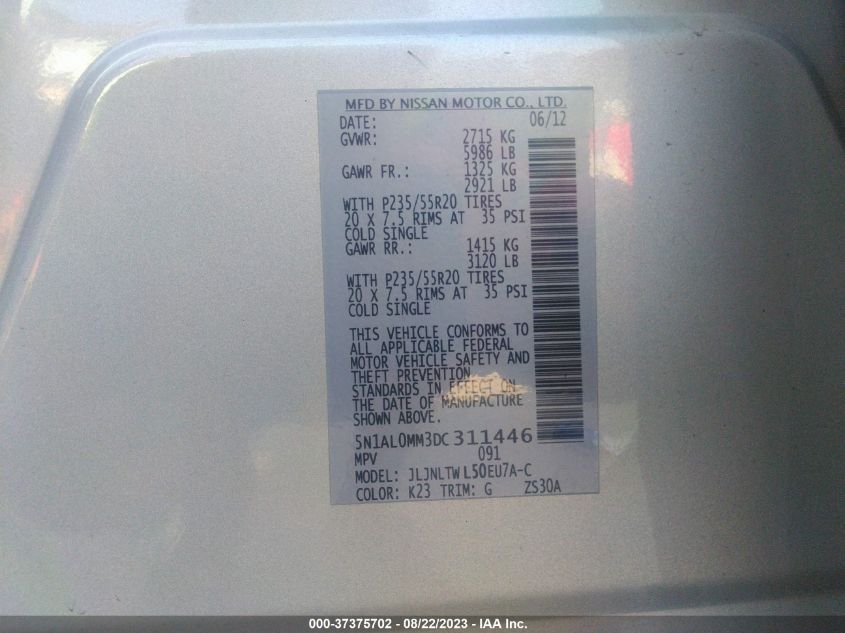 MFD BY NISSAN MOTOR CO., LTD.
DATE: 06/12
GVWR: 2715 KG
5986 LB
GAWR FR.: 1325 KG
2921 LB
WITH P235/55R20 TIRES
20 X 7.5 RIMS AT 35 PSI
COLD SINGLE
GAWR RR.: 1415 KG
3120 LB
WITH P235/55R20 TIRES
20 X 7.5 RIMS AT 35 PSI
COLD SINGLE
THIS VEHICLE CONFORMS TO
ALL APPLICABLE FEDERAL
MOTOR VEHICLE SAFETY AND
THEFT PREVENTION
STANDARDS IN EFFECT ON
THE DATE OF MANUFACTURE
SHOWN ABOVE.
5N1AL0MM3DC311446
MPV 091
MODEL: JLJNLTWL50EU7A-C
COLOR: K23 TRIM: G ZS30A
000-37375702 - 08/22/2023 - IAA Inc.